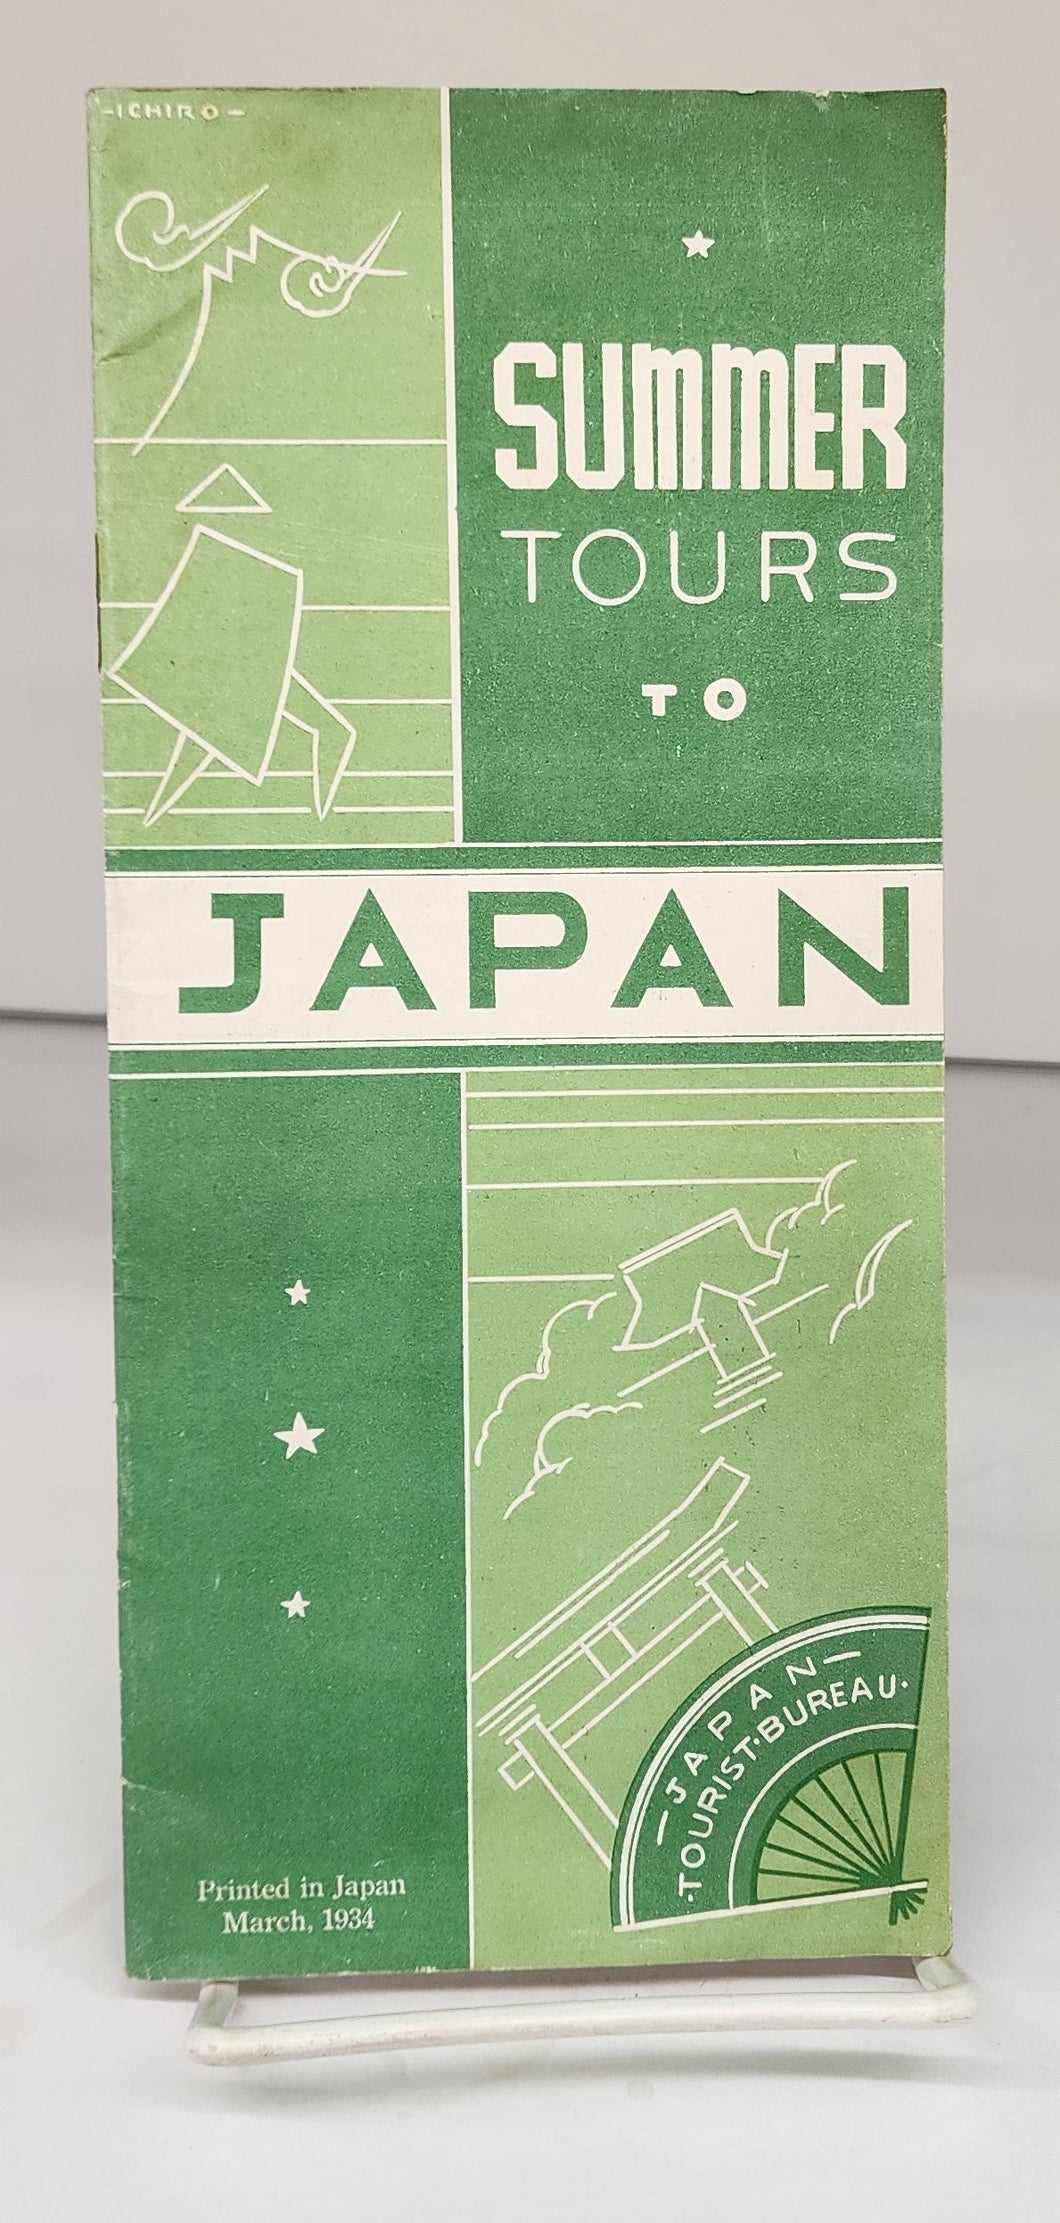 -ICHIRO-
SUMMER
TOURS
TO
JAPAN
Printed in Japan
March, 1934
—JAPAN—
·TOURIST·BUREAU·